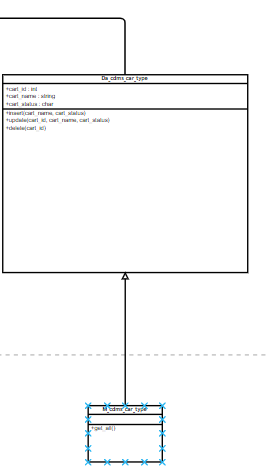 Da_cdms_car_type
+cart_id : int
+cart_name : string
+cart_status : char
+insert(cart_name, cart_status)
+update(cart_id, cart_name, cart_status)
+delete(cart_id)
M_cdms_car_type
+get_all()